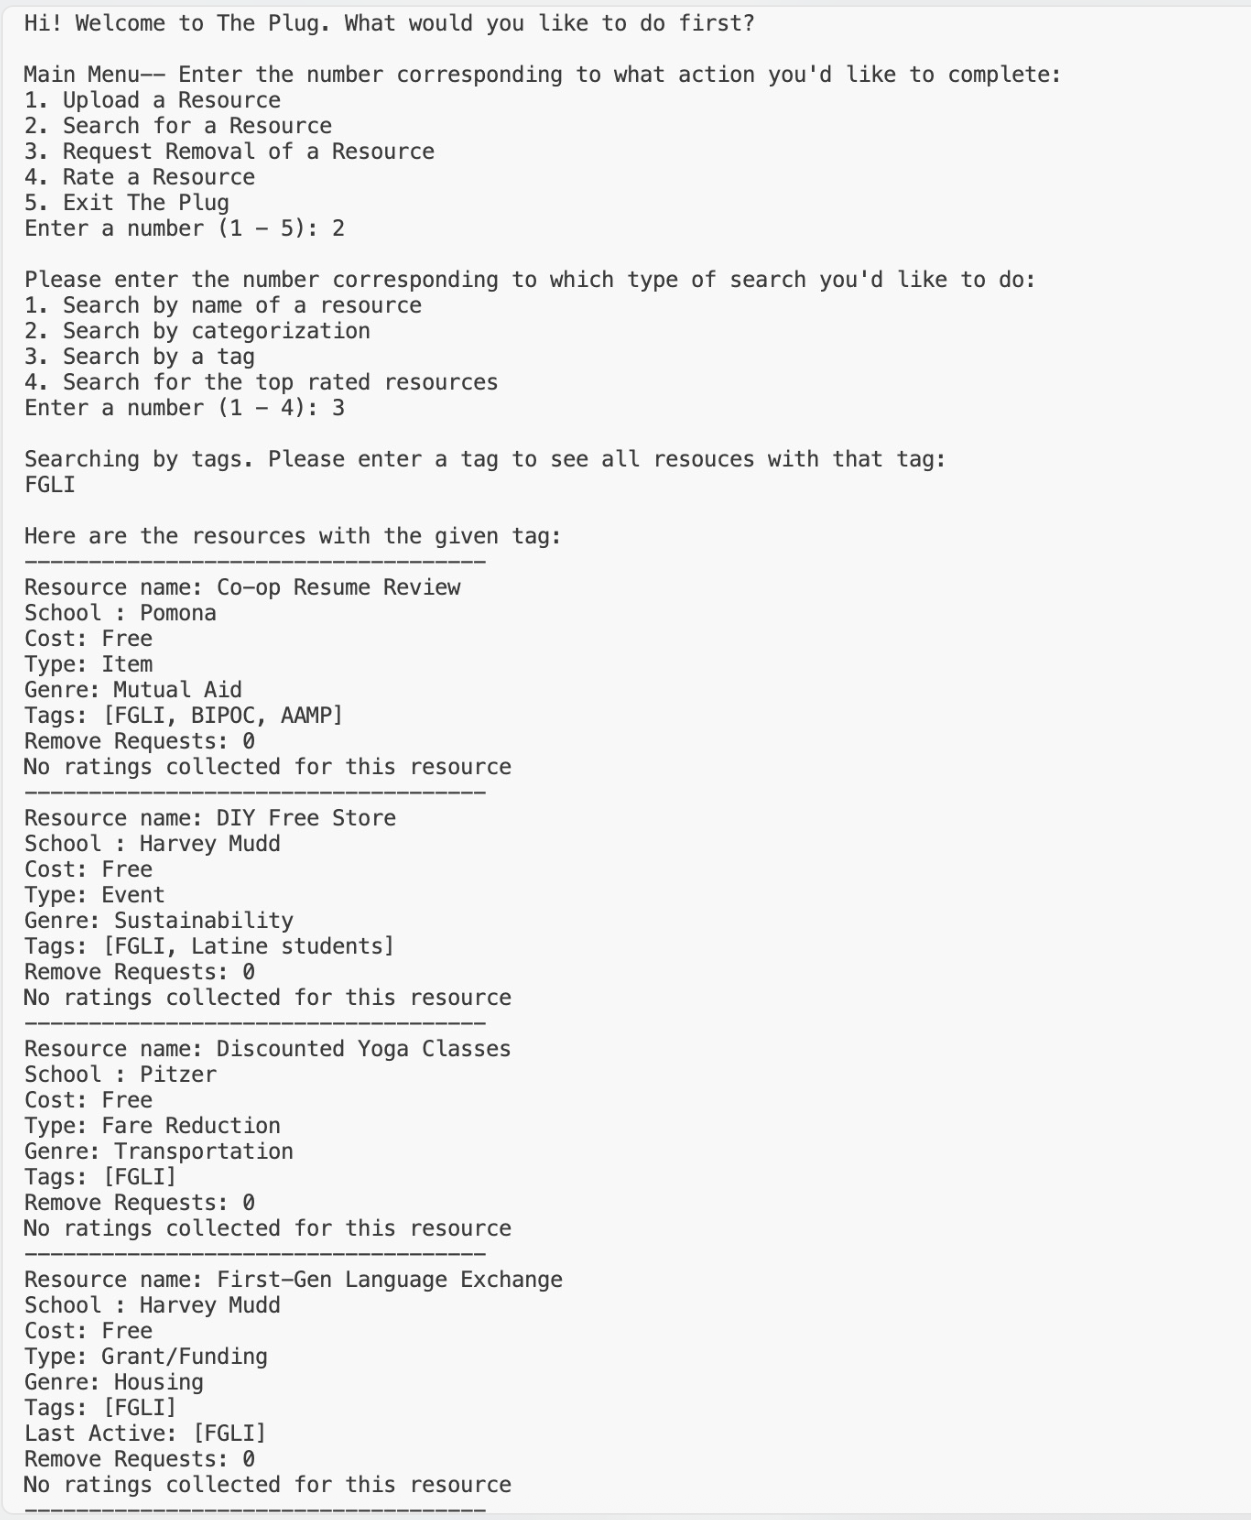 Hi! Welcome to The Plug. What would you like to do first?
Main Menu–– Enter the number corresponding to what action you'd like to complete:
1. Upload a Resource
2. Search for a Resource
3. Request Removal of a Resource
4. Rate a Resource
5. Exit The Plug
Enter a number (1 – 5): 2
Please enter the number corresponding to which type of search you'd like to do:
1. Search by name of a resource
2. Search by categorization
3. Search by a tag
4. Search for the top rated resources
Enter a number (1 – 4): 3
Searching by tags. Please enter a tag to see all resouces with that tag:
FGLI
Here are the resources with the given tag:
––––––––––––––––––––––––––––––––––––
Resource name: Co–op Resume Review
School : Pomona
Cost: Free
Type: Item
Genre: Mutual Aid
Tags: [FGLI, BIPOC, AAMP]
Remove Requests: 0
No ratings collected for this resource
––––––––––––––––––––––––––––––––––––
Resource name: DIY Free Store
School : Harvey Mudd
Cost: Free
Type: Event
Genre: Sustainability
Tags: [FGLI, Latine students]
Remove Requests: 0
No ratings collected for this resource
––––––––––––––––––––––––––––––––––––
Resource name: Discounted Yoga Classes
School : Pitzer
Cost: Free
Type: Fare Reduction
Genre: Transportation
Tags: [FGLI]
Remove Requests: 0
No ratings collected for this resource
––––––––––––––––––––––––––––––––––––
Resource name: First–Gen Language Exchange
School : Harvey Mudd
Cost: Free
Type: Grant/Funding
Genre: Housing
Tags: [FGLI]
Last Active: [FGLI]
Remove Requests: 0
No ratings collected for this resource
––––––––––––––––––––––––––––––––––––